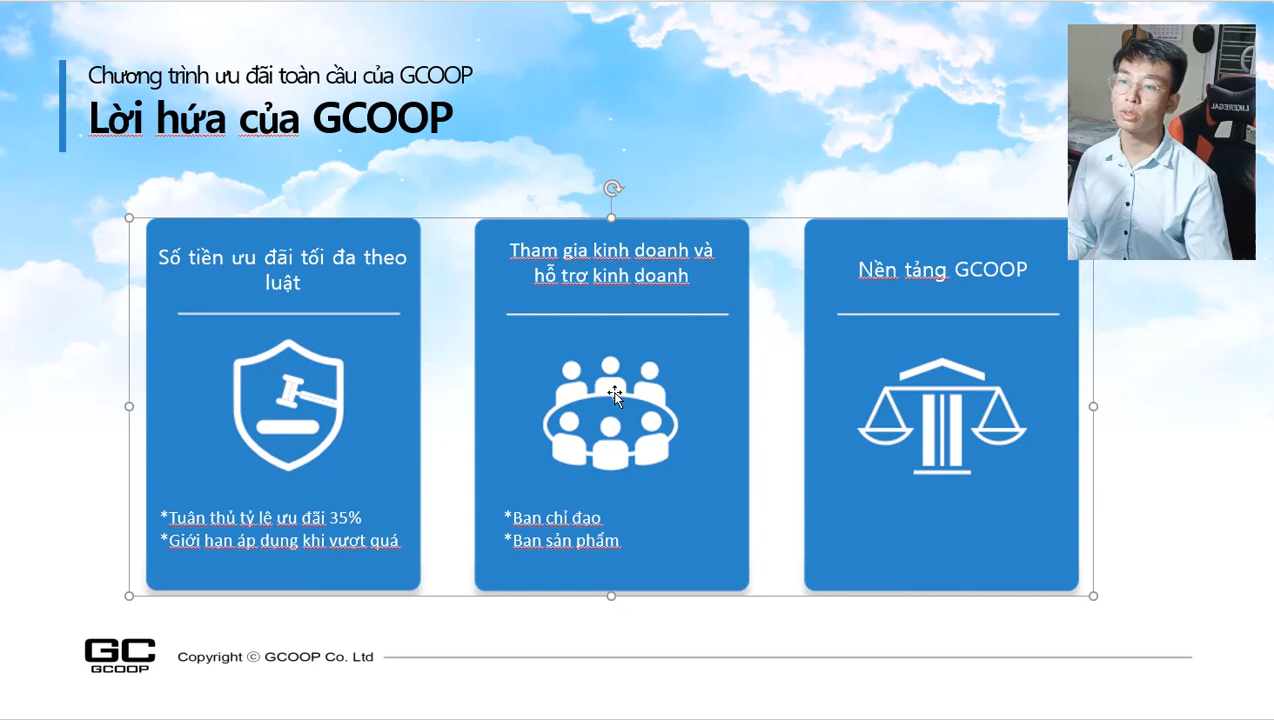 Chương trình ưu đãi toàn cầu của GCOOP
Lời hứa của GCOOP
Số tiền ưu đãi tối đa theo
luật
*Tuân thủ tỷ lệ ưu đãi 35%
*Giới hạn áp dụng khi vượt quá
Tham gia kinh doanh và
hỗ trợ kinh doanh
*Ban chỉ đạo
*Ban sản phẩm
Nền tảng GCOOP
GC
GCOOP
Copyright ⓒ GCOOP Co. Ltd